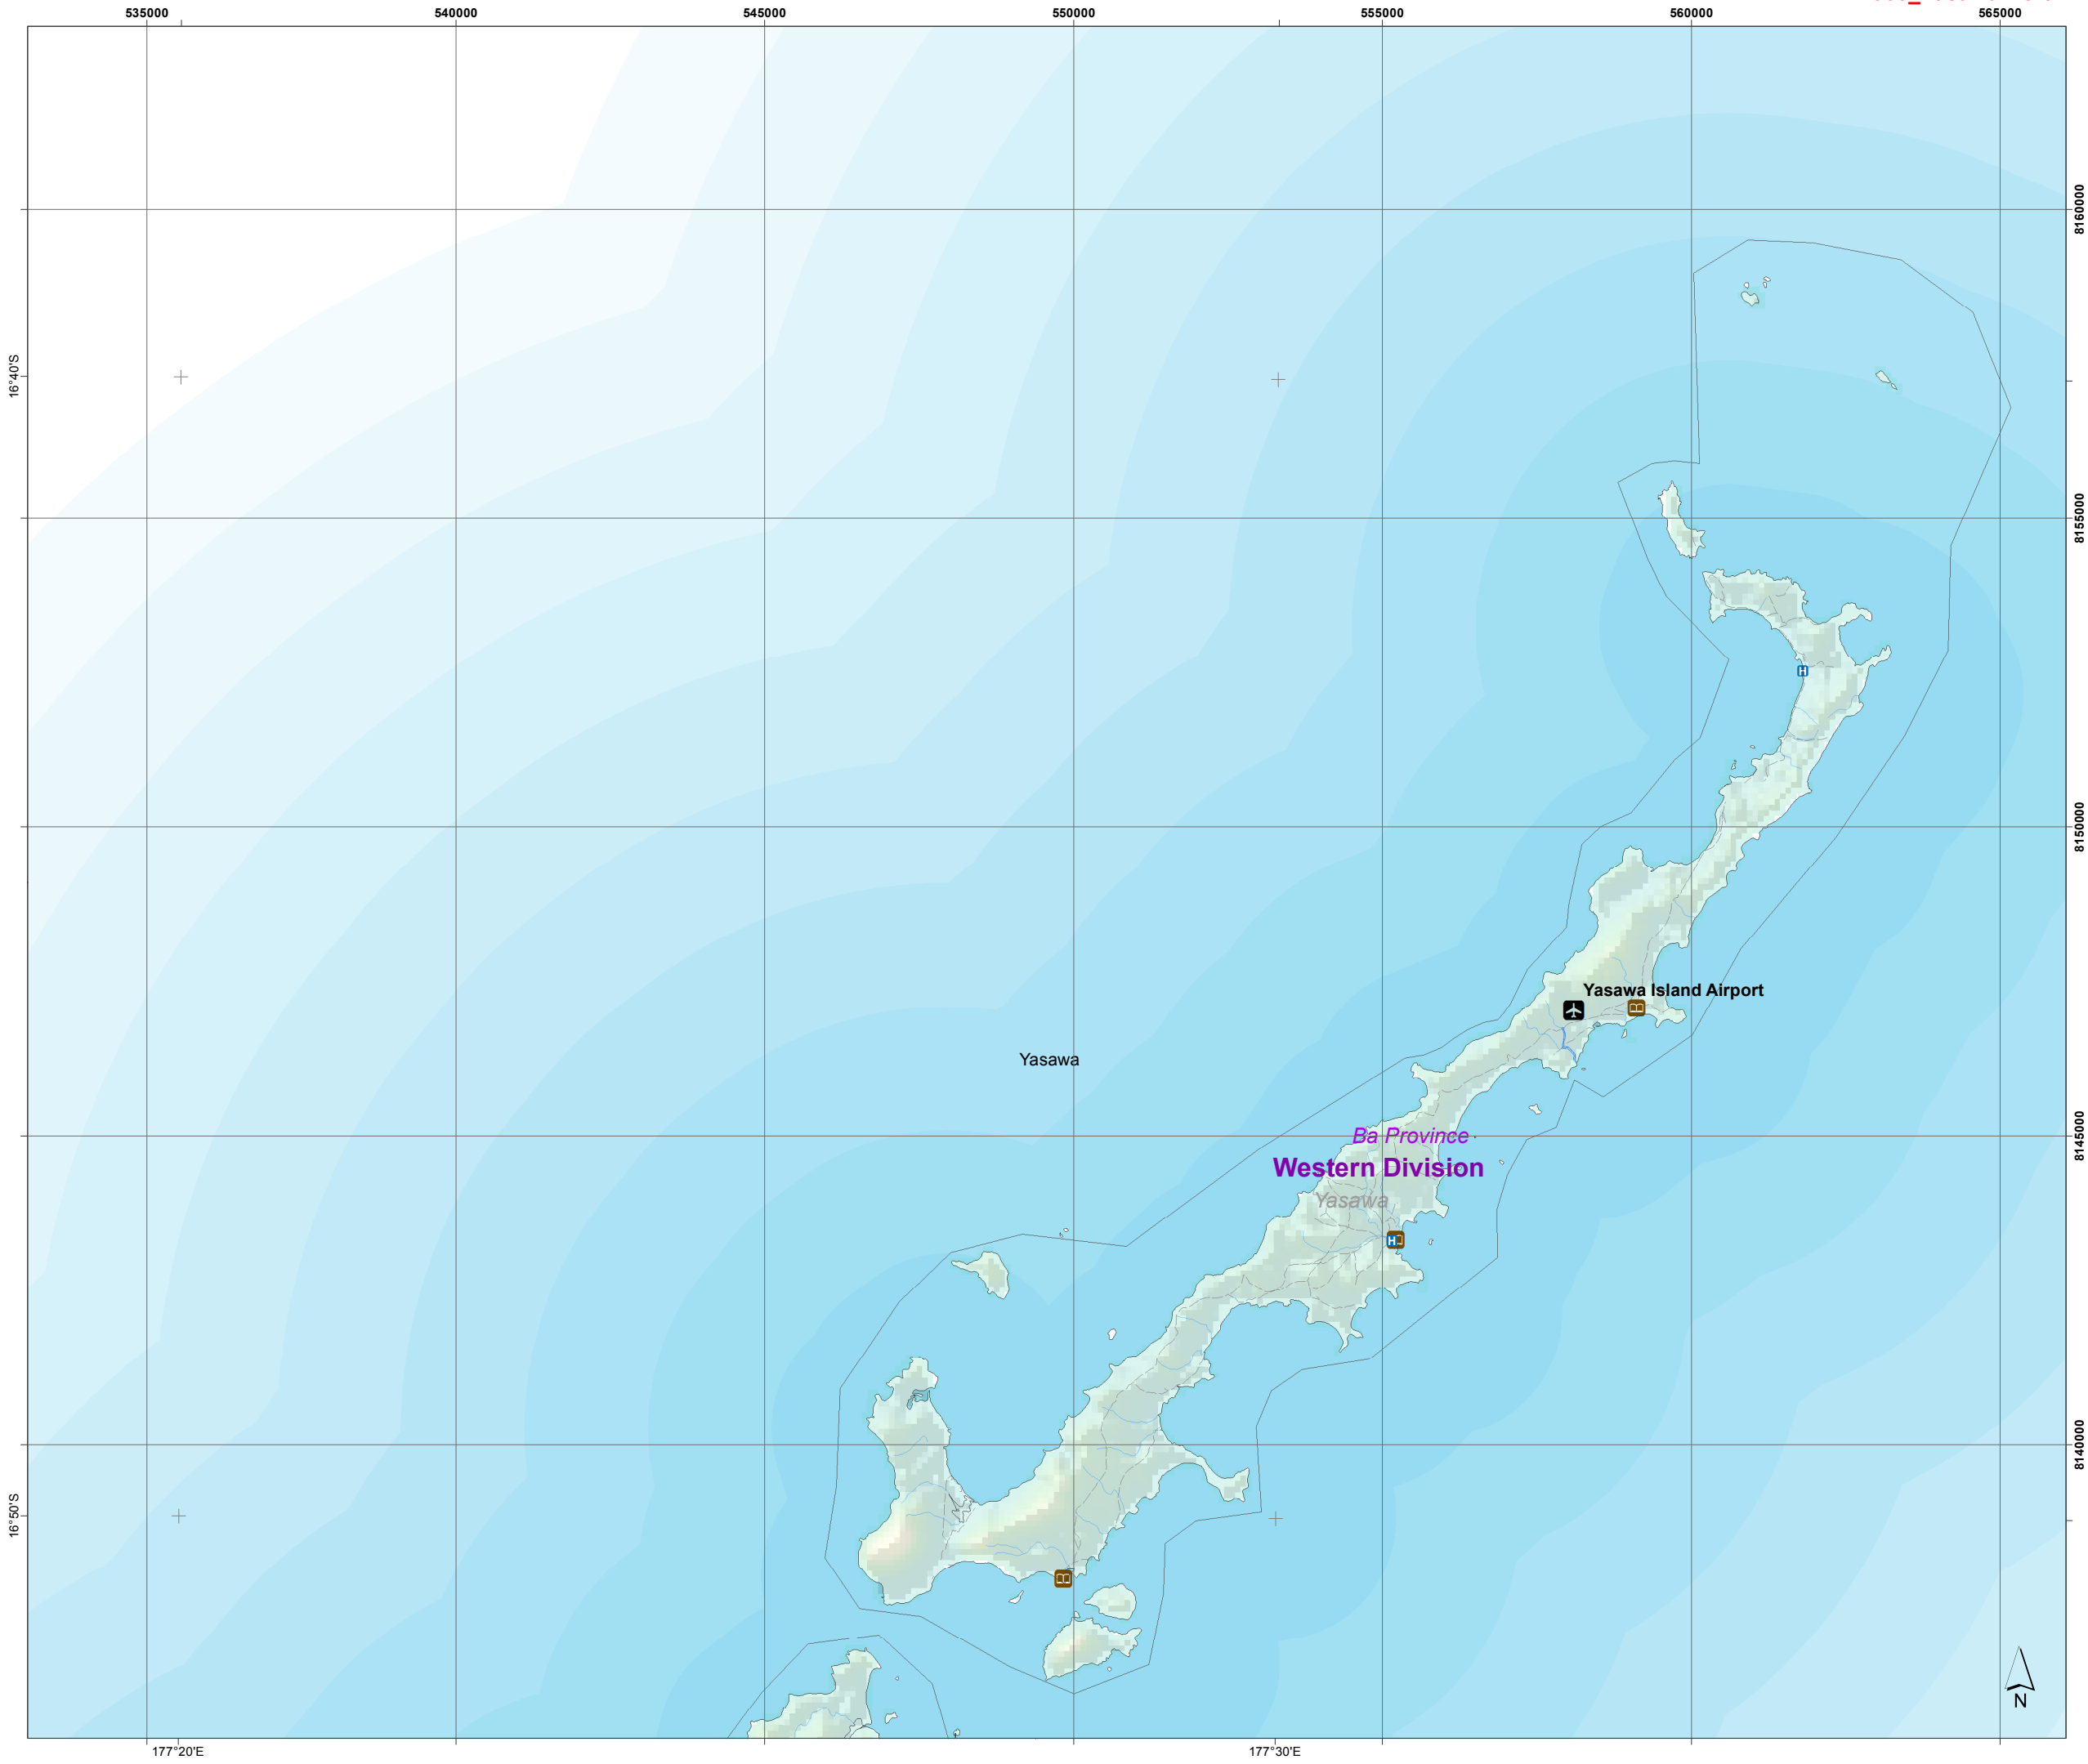 535000 540000 545000 550000 555000 560000 565000
8160000
16°40'S
8155000
8150000
Yasawa Island Airport
Yasawa
8145000
Ba Province
Western Division
Yasawa
H
H
8140000
16°50'S
N
177°20'E 177°30'E